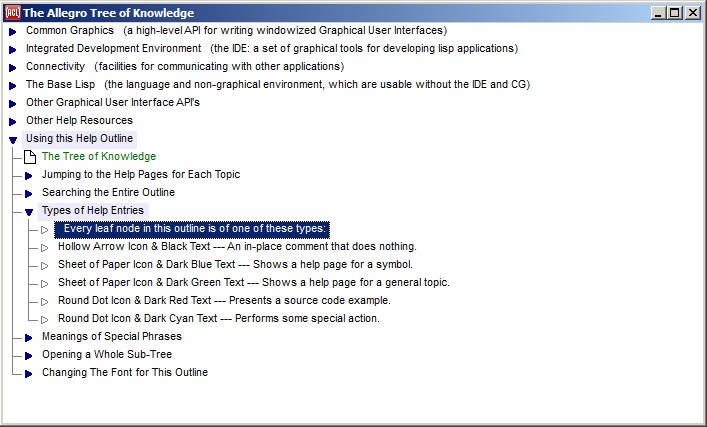 ACL The Allegro Tree of Knowledge
Common Graphics (a high-level API for writing windowized Graphical User Interfaces)
Integrated Development Environment (the IDE: a set of graphical tools for developing lisp applications)
Connectivity (facilities for communicating with other applications)
The Base Lisp (the language and non-graphical environment, which are usable without the IDE and CG)
Other Graphical User Interface API's
Other Help Resources
Using this Help Outline
The Tree of Knowledge
Jumping to the Help Pages for Each Topic
Searching the Entire Outline
Types of Help Entries
Every leaf node in this outline is of one of these types:
Hollow Arrow Icon & Black Text --- An in-place comment that does nothing.
Sheet of Paper Icon & Dark Blue Text --- Shows a help page for a symbol.
Sheet of Paper Icon & Dark Green Text --- Shows a help page for a general topic.
Round Dot Icon & Dark Red Text --- Presents a source code example.
Round Dot Icon & Dark Cyan Text --- Performs some special action.
Meanings of Special Phrases
Opening a Whole Sub-Tree
Changing The Font for This Outline